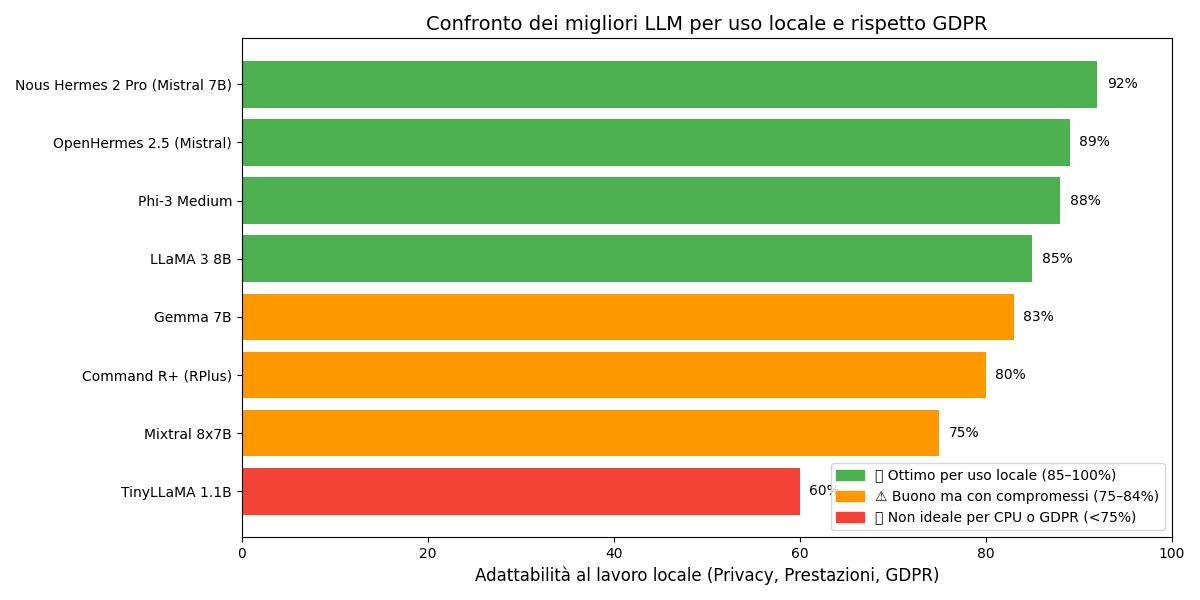 Confronto dei migliori LLM per uso locale e rispetto GDPR
Nous Hermes 2 Pro (Mistral 7B)
92%
OpenHermes 2.5 (Mistral)
89%
Phi-3 Medium
88%
LLaMA 3 8B
85%
Gemma 7B
83%
Command R+ (RPlus)
80%
Mixtral 8x7B
75%
TinyLLaMA 1.1B
60%
Ottimo per uso locale (85–100%)
⚠ Buono ma con compromessi (75–84%)
Non ideale per CPU o GDPR (<75%)
0 20 40 60 80 100
Adattabilità al lavoro locale (Privacy, Prestazioni, GDPR)